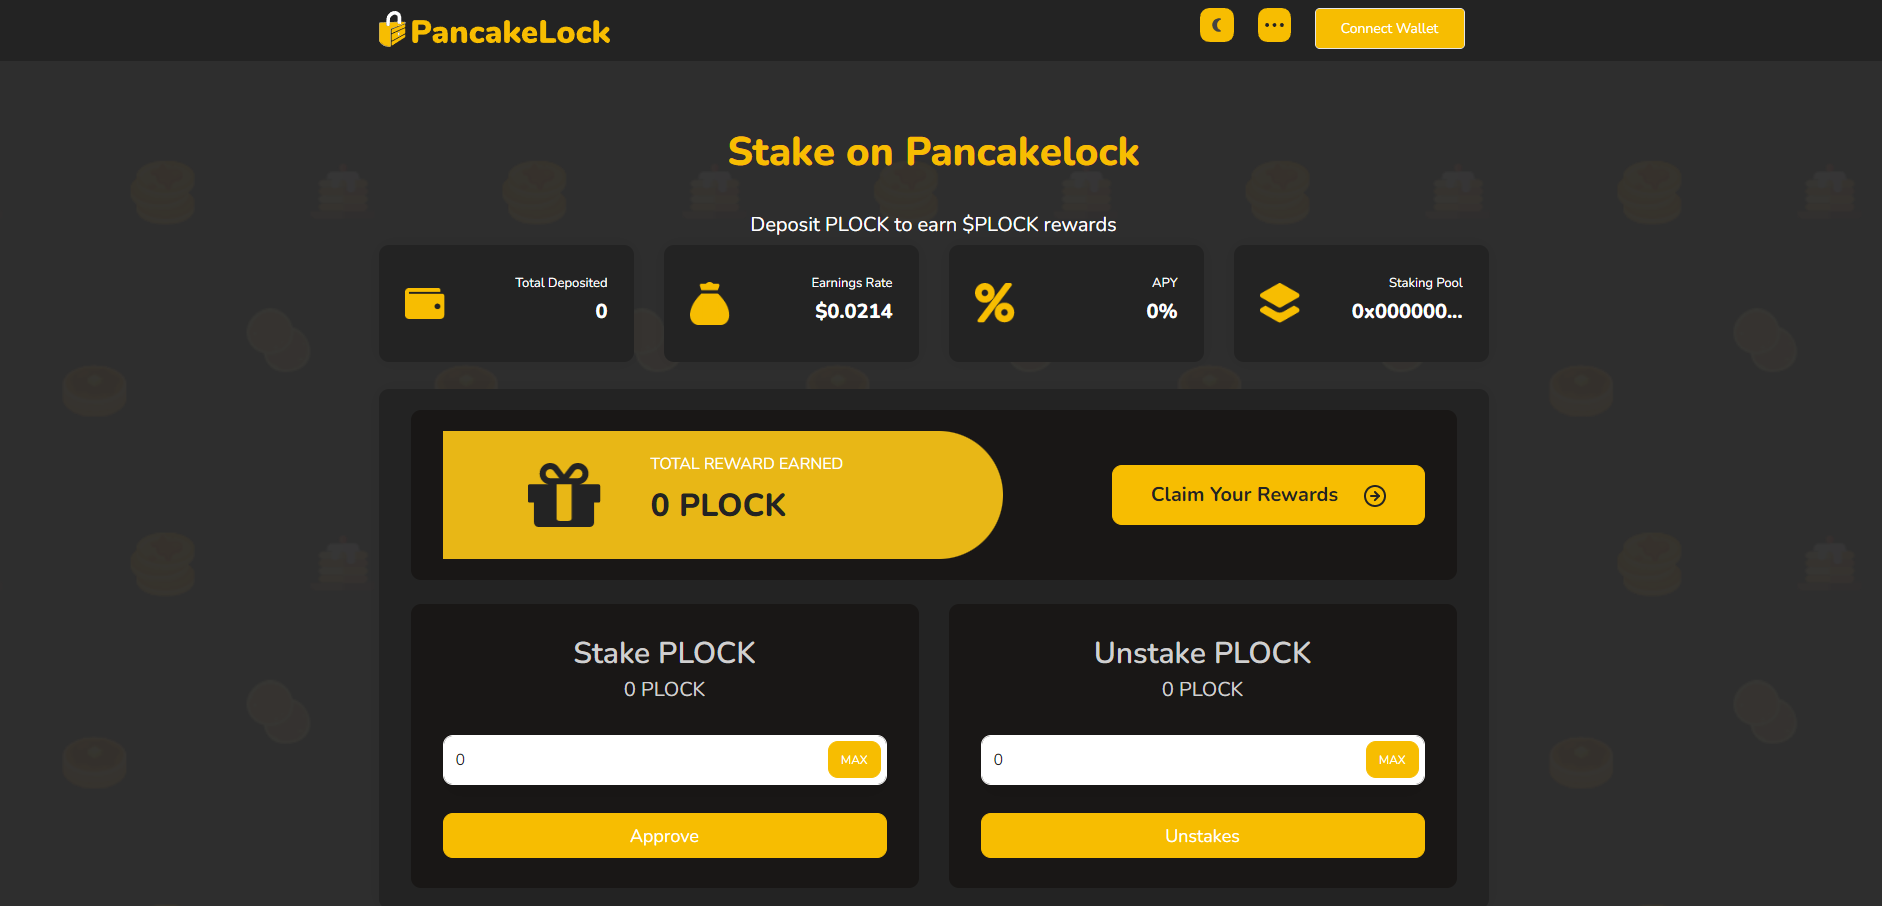 PancakeLock
Connect Wallet
Stake on Pancakelock
Deposit PLOCK to earn $PLOCK rewards
Total Deposited
0
Earnings Rate
$0.0214
APY
0%
Staking Pool
0x000000...
TOTAL REWARD EARNED
0 PLOCK
Claim Your Rewards
Stake PLOCK
0 PLOCK
0
MAX
Approve
Unstake PLOCK
0 PLOCK
0
MAX
Unstakes